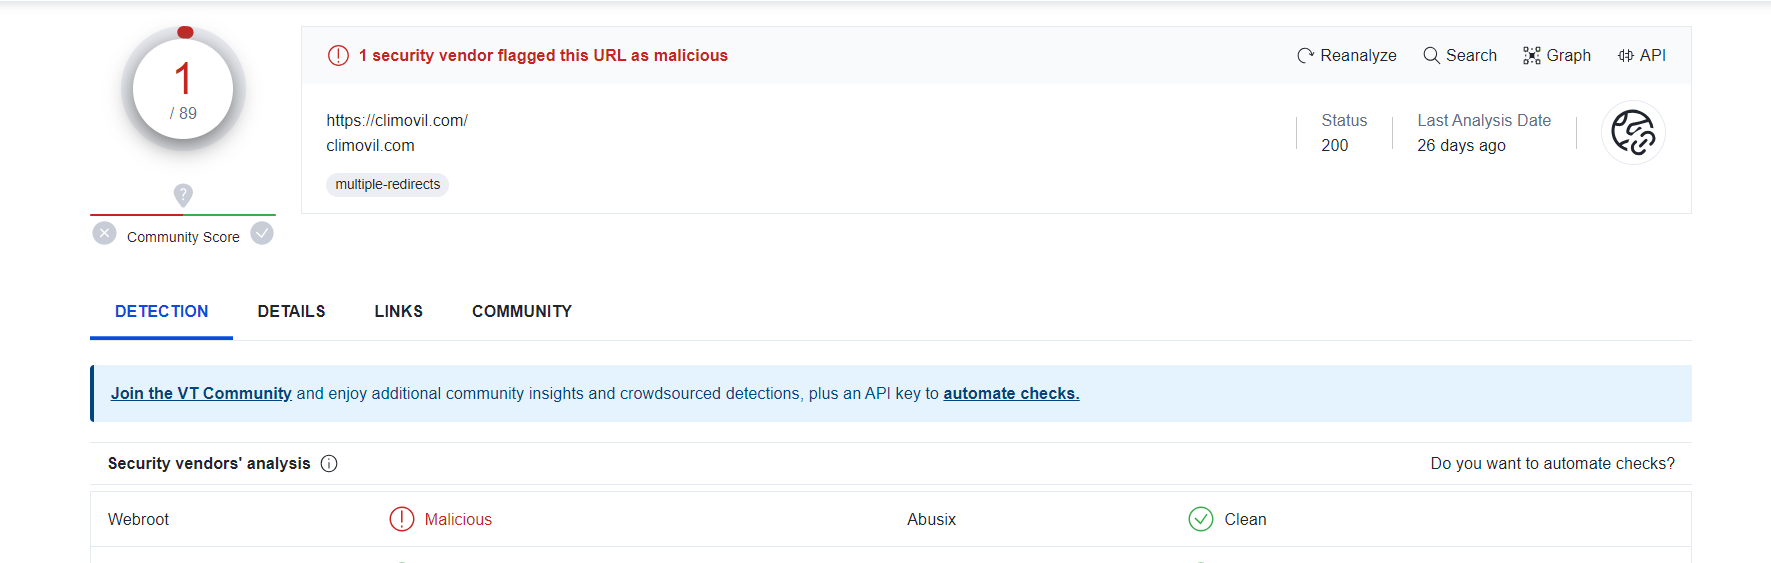 1
/ 89
?
Community Score
1 security vendor flagged this URL as malicious
Reanalyze
Search
Graph
API
https://climovil.com/
climovil.com
multiple-redirects
Status
200
Last Analysis Date
26 days ago
DETECTION
DETAILS
LINKS
COMMUNITY
Join the VT Community and enjoy additional community insights and crowdsourced detections, plus an API key to automate checks.
Security vendors' analysis
Do you want to automate checks?
Webroot
Malicious
Abusix
Clean